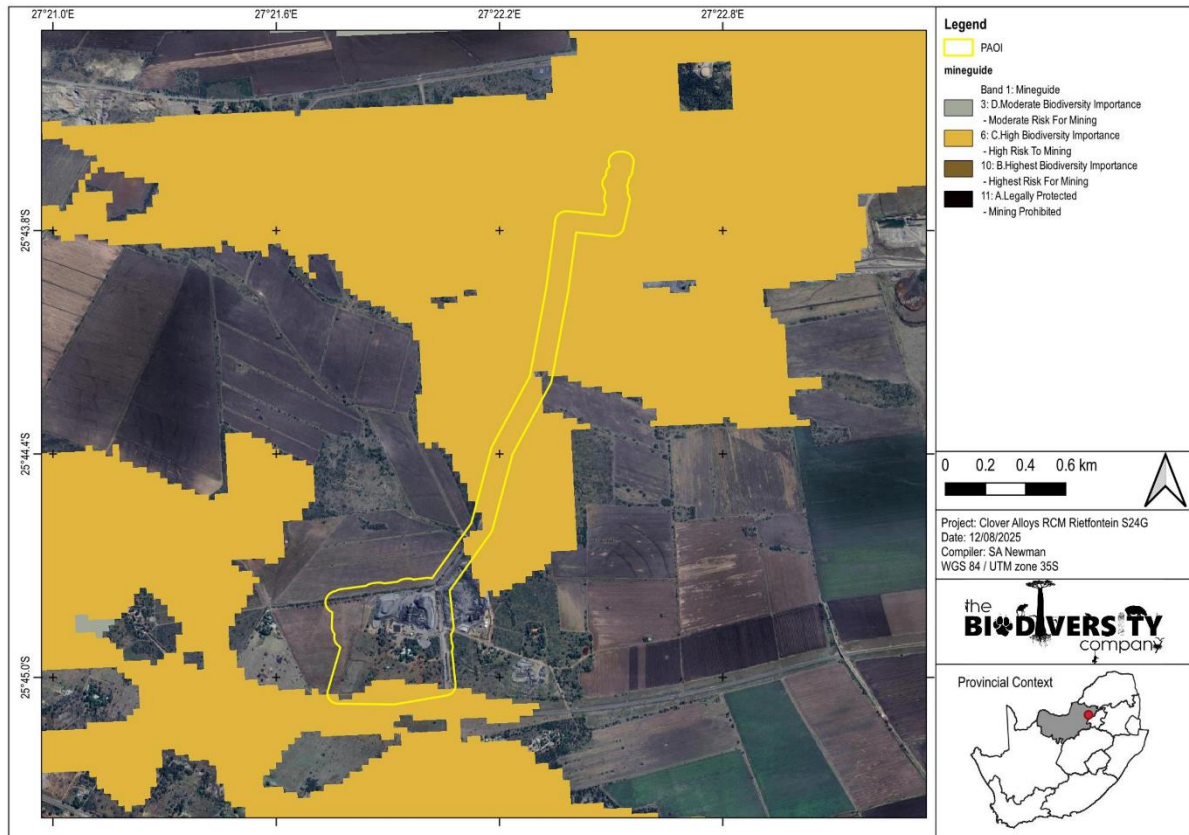 27°21.0'E
27°21.6'E
27°22.2'E
27°22.8'E
25°43.8'S
25°44.4'S
25°45.0'S
Legend
PAOI
mineguide
Band 1: Mineguide
3: D.Moderate Biodiversity Importance
- Moderate Risk For Mining
6: C.High Biodiversity Importance
- High Risk To Mining
10: B.Highest Biodiversity Importance
- Highest Risk For Mining
11: A.Legally Protected
- Mining Prohibited
0 0.2 0.4 0.6 km
Project: Clover Alloys RCM Rietfontein S24G
Date: 12/08/2025
Compiler: SA Newman
WGS 84 / UTM zone 35S
the
BIODIVERSITY
company
Provincial Context